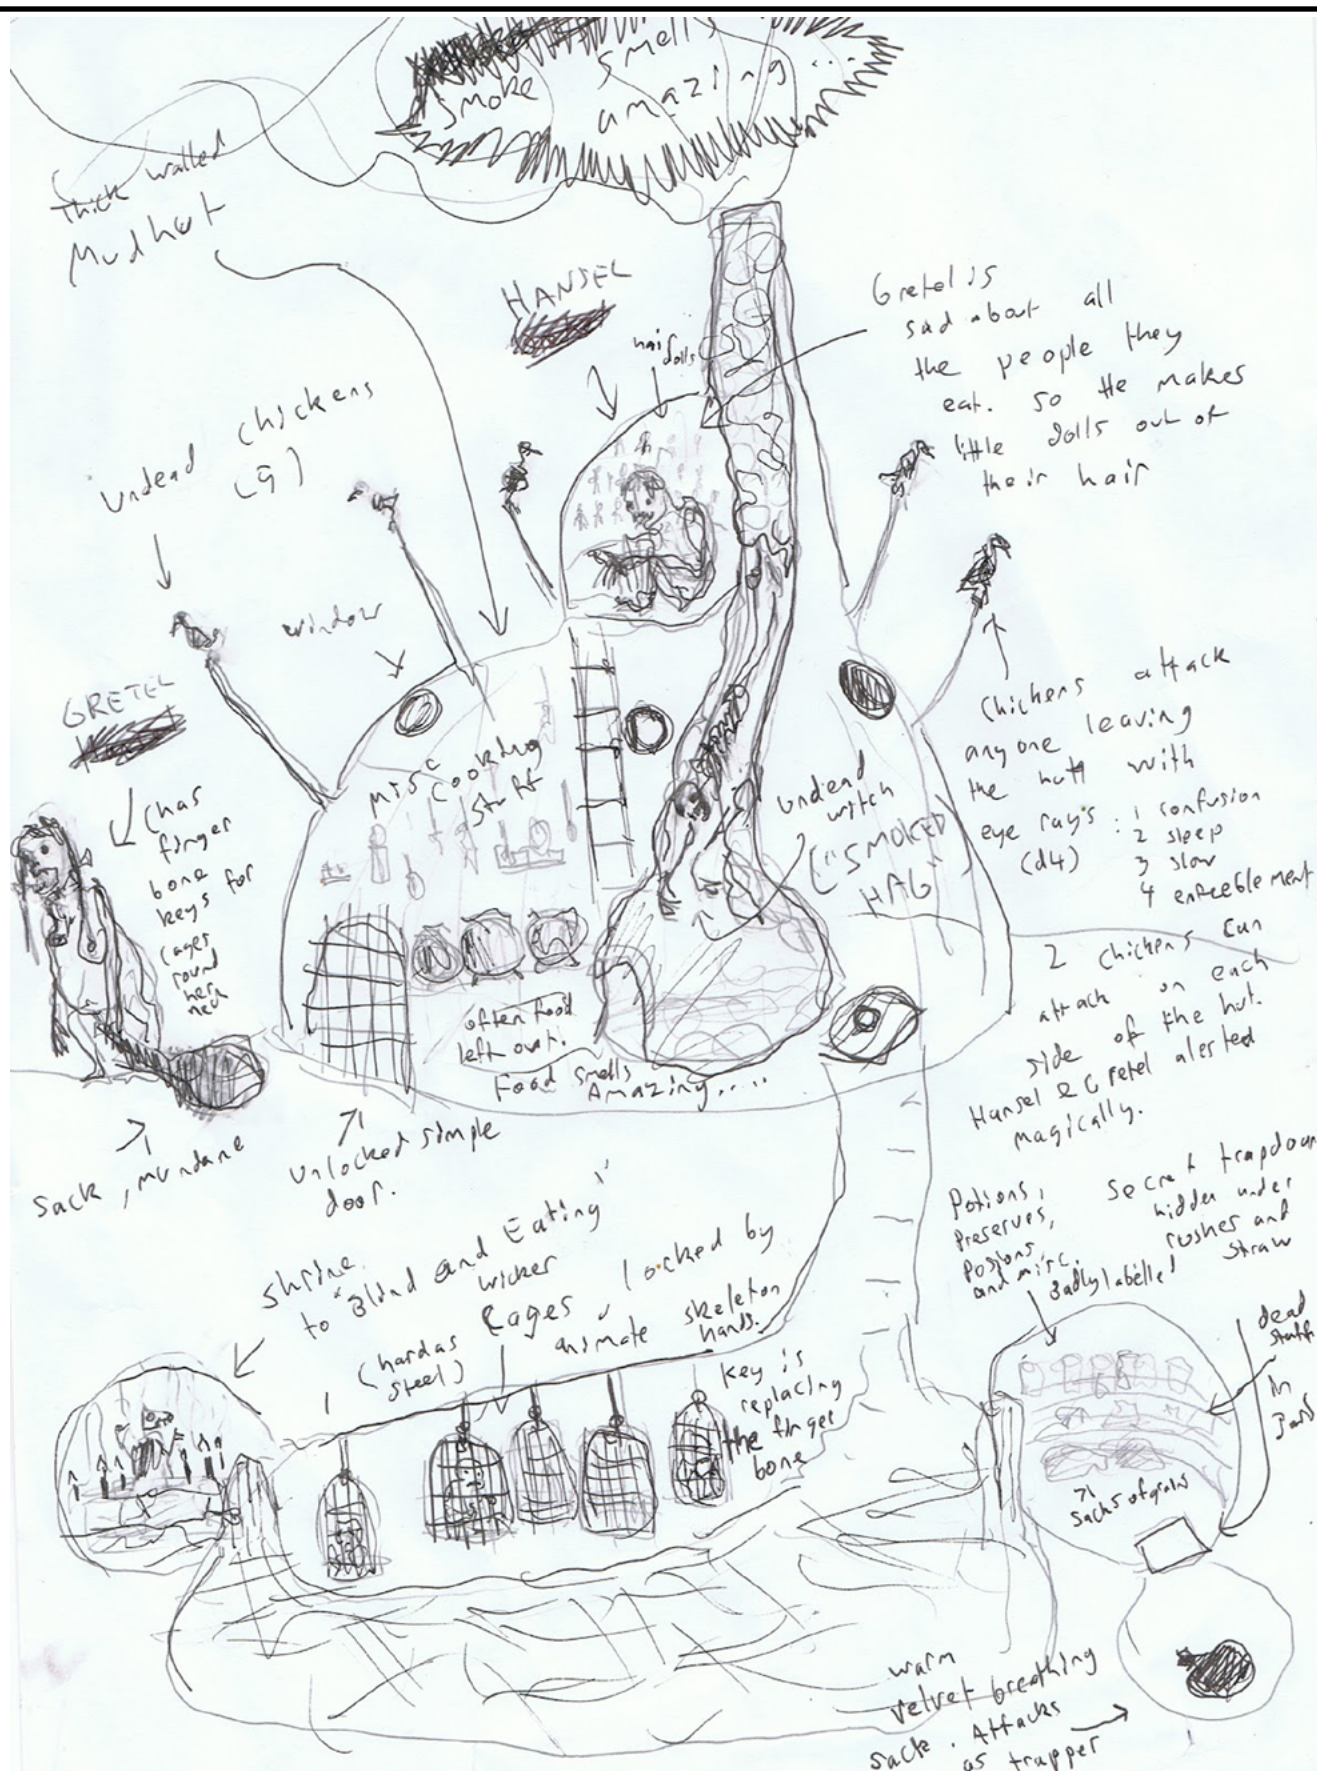 smoke smells
amazing...
Thick walled
Mudhut
HANSEL
hair
dolls
Gretel is
sad about all
the people they
eat. so He makes
little dolls out of
their hair
Undead chickens
(9)
window
GRETEL
(has
finger
bone
keys for
cages
round
her
neck
misc
cooking
stuff
undead
witch
("SMOKED
HAG"
Chickens attack
anyone leaving
the hutt with
eye rays : 1 confusion
(d4) 2 sleep
3 slow
4 enfeeblement
2 chickens can
attack on each
side of the hut.
Hansel & Gretel alerted
magically.
often food
left out!
Food smells
Amazing.....
Sack, mundane
Unlocked simple
door.
Shrine
to "Blind and Eating"
wicker
cages, locked by
animate skeleton
hands.
(hard as
steel)
key is
replacing
the finger
bone
Potions,
Preserves,
Posions,
and misc.
Badly labelled
Secret trapdoor
hidden under
rushes and
straw
dead
stuff
in
jars
sacks of grain
warm
velvet breathing
sack. Attacks
as trapper